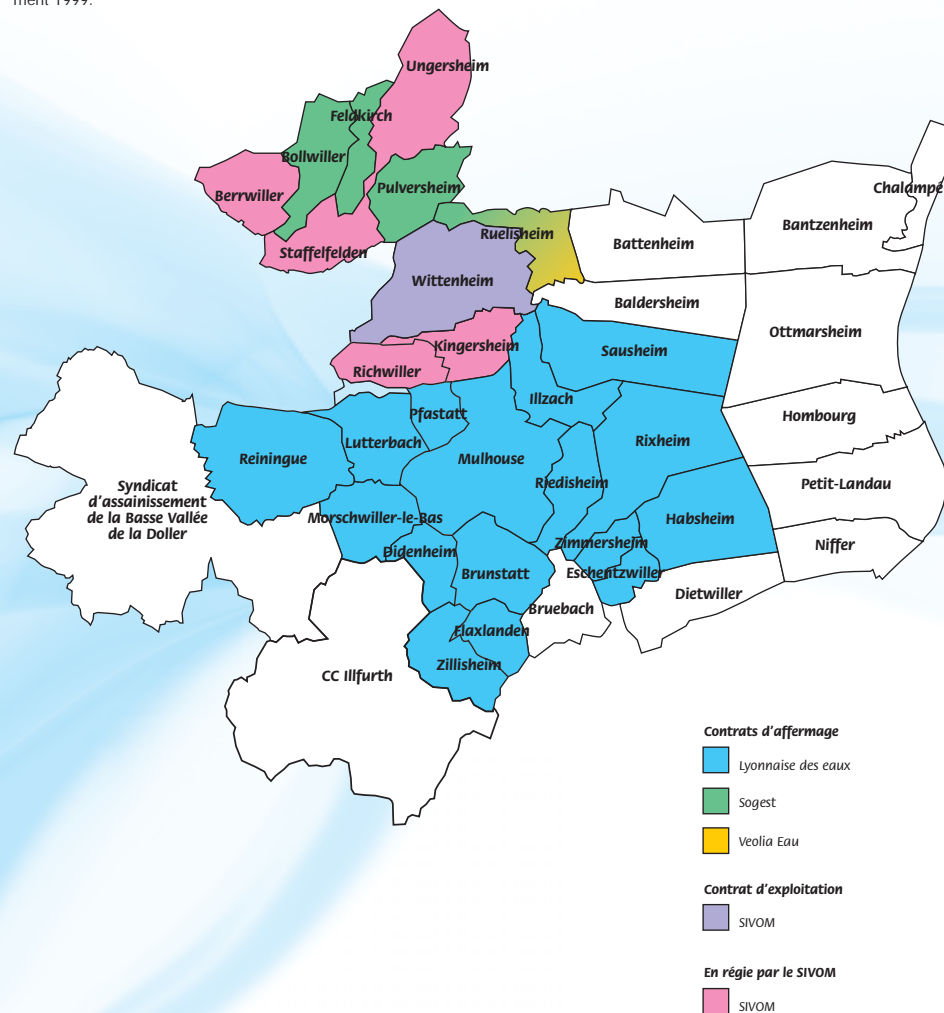 ment 1999.
Ungersheim
Feldkirch
Bollwiller
Pulversheim
Berrwiller
Chalampé
Bantzenheim
Ruelisheim
Battenheim
Staffelfelden
Wittenheim
Baldersheim
Ottmarsheim
Kingersheim
Sausheim
Richwiller
Illzach
Pfastatt
Hombourg
Lutterbach
Rixheim
Reiningue
Mulhouse
Riedisheim
Petit-Landau
Syndicat
d'assainissement
de la Basse Vallée
de la Doller
Morschwiller-le-Bas
Habsheim
Zimmersheim
Niffer
Didenheim
Brunstatt
Eschentzwiller
Dietwiller
Bruebach
Flaxlanden
Zillisheim
CC Illfurth
Contrats d'affermage
Lyonnaise des eaux
Sogest
Veolia Eau
Contrat d'exploitation
SIVOM
En régie par le SIVOM
SIVOM